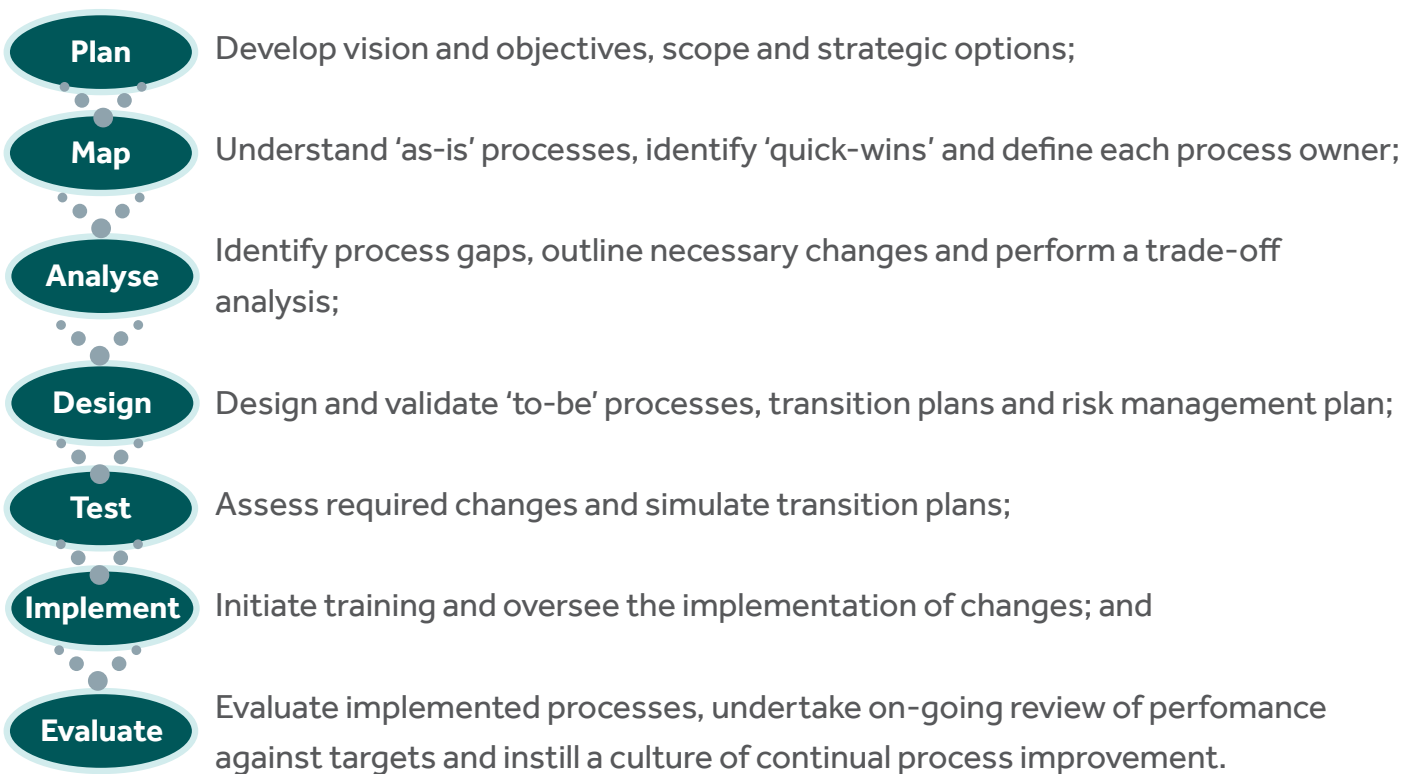 Plan
Develop vision and objectives, scope and strategic options;
Map
Understand ‘as-is’ processes, identify ‘quick-wins’ and define each process owner;
Analyse
Identify process gaps, outline necessary changes and perform a trade-off
analysis;
Design
Design and validate ‘to-be’ processes, transition plans and risk management plan;
Test
Assess required changes and simulate transition plans;
Implement
Initiate training and oversee the implementation of changes; and
Evaluate
Evaluate implemented processes, undertake on-going review of perfomance
against targets and instill a culture of continual process improvement.